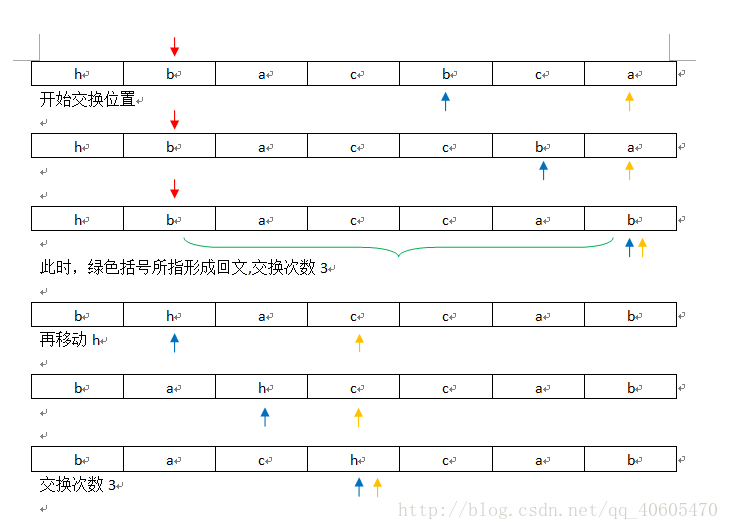 h b a c b c a
开始交换位置
h b a c c b a
h b a c c a b
此时，绿色括号所指形成回文,交换次数 3
b h a c c a b
再移动 h
b a h c c a b
b a c h c a b
交换次数 3
http://blog.csdn.net/qq_40605470